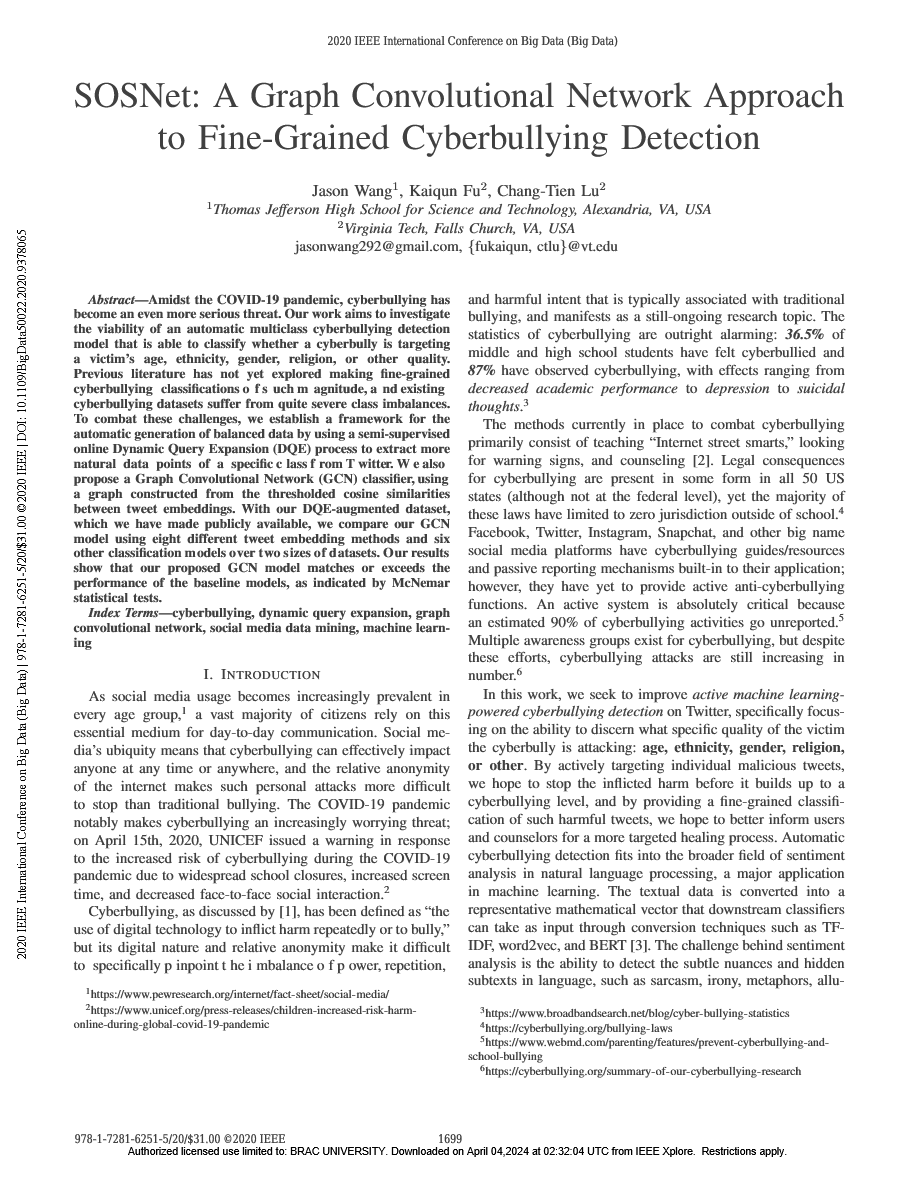 2020 IEEE International Conference on Big Data (Big Data)
SOSNet: A Graph Convolutional Network Approach
to Fine-Grained Cyberbullying Detection
Jason Wang1, Kaiqun Fu2, Chang-Tien Lu2
1Thomas Jefferson High School for Science and Technology, Alexandria, VA, USA
2Virginia Tech, Falls Church, VA, USA
jasonwang292@gmail.com, {fukaiqun, ctlu}@vt.edu
2020 IEEE International Conference on Big Data (Big Data) | 978-1-7281-6251-5/20/$31.00 ©2020 IEEE | DOI: 10.1109/BigData50022.2020.9378065
Abstract—Amidst the COVID-19 pandemic, cyberbullying has
become an even more serious threat. Our work aims to investigate
the viability of an automatic multiclass cyberbullying detection
model that is able to classify whether a cyberbully is targeting
a victim's age, ethnicity, gender, religion, or other quality.
Previous literature has not yet explored making fine-grained
cyberbullying classifications o f s uch m agnitude, a nd existing
cyberbullying datasets suffer from quite severe class imbalances.
To combat these challenges, we establish a framework for the
automatic generation of balanced data by using a semi-supervised
online Dynamic Query Expansion (DQE) process to extract more
natural data points of a specific c lass f rom T witter. W e also
propose a Graph Convolutional Network (GCN) classifier, using
a graph constructed from the thresholded cosine similarities
between tweet embeddings. With our DQE-augmented dataset,
which we have made publicly available, we compare our GCN
model using eight different tweet embedding methods and six
other classification models over two sizes of datasets. Our results
show that our proposed GCN model matches or exceeds the
performance of the baseline models, as indicated by McNemar
statistical tests.
Index Terms—cyberbullying, dynamic query expansion, graph
convolutional network, social media data mining, machine learn-
ing
I. INTRODUCTION
As social media usage becomes increasingly prevalent in
every age group,1 a vast majority of citizens rely on this
essential medium for day-to-day communication. Social me-
dia's ubiquity means that cyberbullying can effectively impact
anyone at any time or anywhere, and the relative anonymity
of the internet makes such personal attacks more difficult
to stop than traditional bullying. The COVID-19 pandemic
notably makes cyberbullying an increasingly worrying threat;
on April 15th, 2020, UNICEF issued a warning in response
to the increased risk of cyberbullying during the COVID-19
pandemic due to widespread school closures, increased screen
time, and decreased face-to-face social interaction.2
Cyberbullying, as discussed by [1], has been defined as "the
use of digital technology to inflict harm repeatedly or to bully,"
but its digital nature and relative anonymity make it difficult
to specifically p inpoint t he i mbalance o f p ower, repetition,
1https://www.pewresearch.org/internet/fact-sheet/social-media/
2https://www.unicef.org/press-releases/children-increased-risk-harm-
online-during-global-covid-19-pandemic
and harmful intent that is typically associated with traditional
bullying, and manifests as a still-ongoing research topic. The
statistics of cyberbullying are outright alarming: 36.5% of
middle and high school students have felt cyberbullied and
87% have observed cyberbullying, with effects ranging from
decreased academic performance to depression to suicidal
thoughts.3
The methods currently in place to combat cyberbullying
primarily consist of teaching "Internet street smarts," looking
for warning signs, and counseling [2]. Legal consequences
for cyberbullying are present in some form in all 50 US
states (although not at the federal level), yet the majority of
these laws have limited to zero jurisdiction outside of school.4
Facebook, Twitter, Instagram, Snapchat, and other big name
social media platforms have cyberbullying guides/resources
and passive reporting mechanisms built-in to their application;
however, they have yet to provide active anti-cyberbullying
functions. An active system is absolutely critical because
an estimated 90% of cyberbullying activities go unreported.5
Multiple awareness groups exist for cyberbullying, but despite
these efforts, cyberbullying attacks are still increasing in
number.6
In this work, we seek to improve active machine learning-
powered cyberbullying detection on Twitter, specifically focus-
ing on the ability to discern what specific quality of the victim
the cyberbully is attacking: age, ethnicity, gender, religion,
or other. By actively targeting individual malicious tweets,
we hope to stop the inflicted harm before it builds up to a
cyberbullying level, and by providing a fine-grained classifi-
cation of such harmful tweets, we hope to better inform users
and counselors for a more targeted healing process. Automatic
cyberbullying detection fits into the broader field of sentiment
analysis in natural language processing, a major application
in machine learning. The textual data is converted into a
representative mathematical vector that downstream classifiers
can take as input through conversion techniques such as TF-
IDF, word2vec, and BERT [3]. The challenge behind sentiment
analysis is the ability to detect the subtle nuances and hidden
subtexts in language, such as sarcasm, irony, metaphors, allu-
3https://www.broadbandsearch.net/blog/cyber-bullying-statistics
4https://cyberbullying.org/bullying-laws
5https://www.webmd.com/parenting/features/prevent-cyberbullying-and-
school-bullying
6https://cyberbullying.org/summary-of-our-cyberbullying-research
978-1-7281-6251-5/20/$31.00 ©2020 IEEE
1699
Authorized licensed use limited to: BRAC UNIVERSITY. Downloaded on April 04,2024 at 02:32:04 UTC from IEEE Xplore. Restrictions apply.